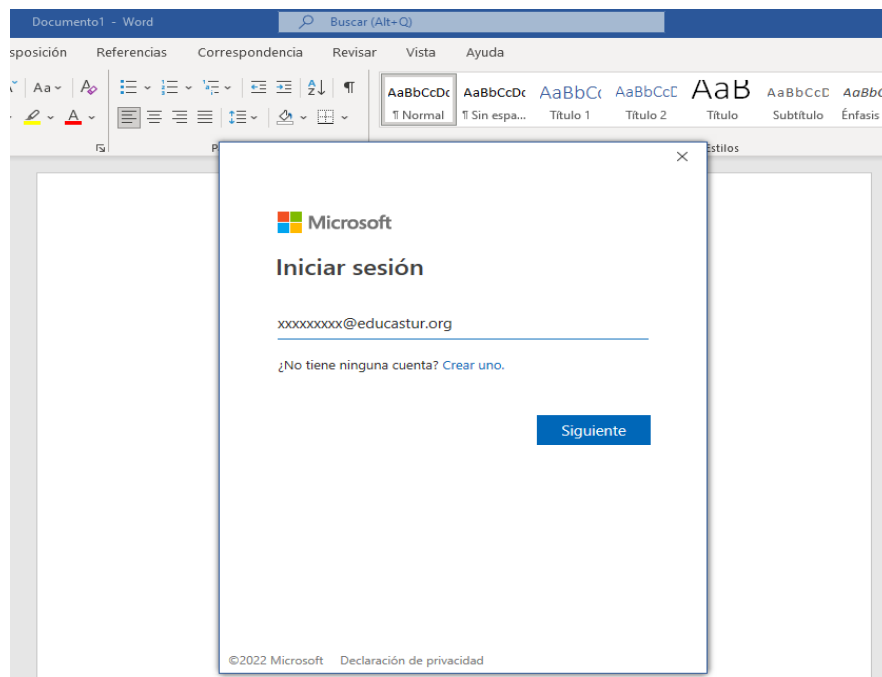 Documento1 - Word
Buscar (Alt+Q)
sposición Referencias Correspondencia Revisar Vista Ayuda
Aa
AaBbCcDc AaBbCcDc AaBbCc AaBbCcD AaB AaBbCcD AaBbC
¶ Normal ¶ Sin espa... Título 1 Título 2 Título Subtítulo Énfasis
P
Estilos
Microsoft
Iniciar sesión
xxxxxxxxx@educastur.org
¿No tiene ninguna cuenta? Crear uno.
Siguiente
©2022 Microsoft Declaración de privacidad